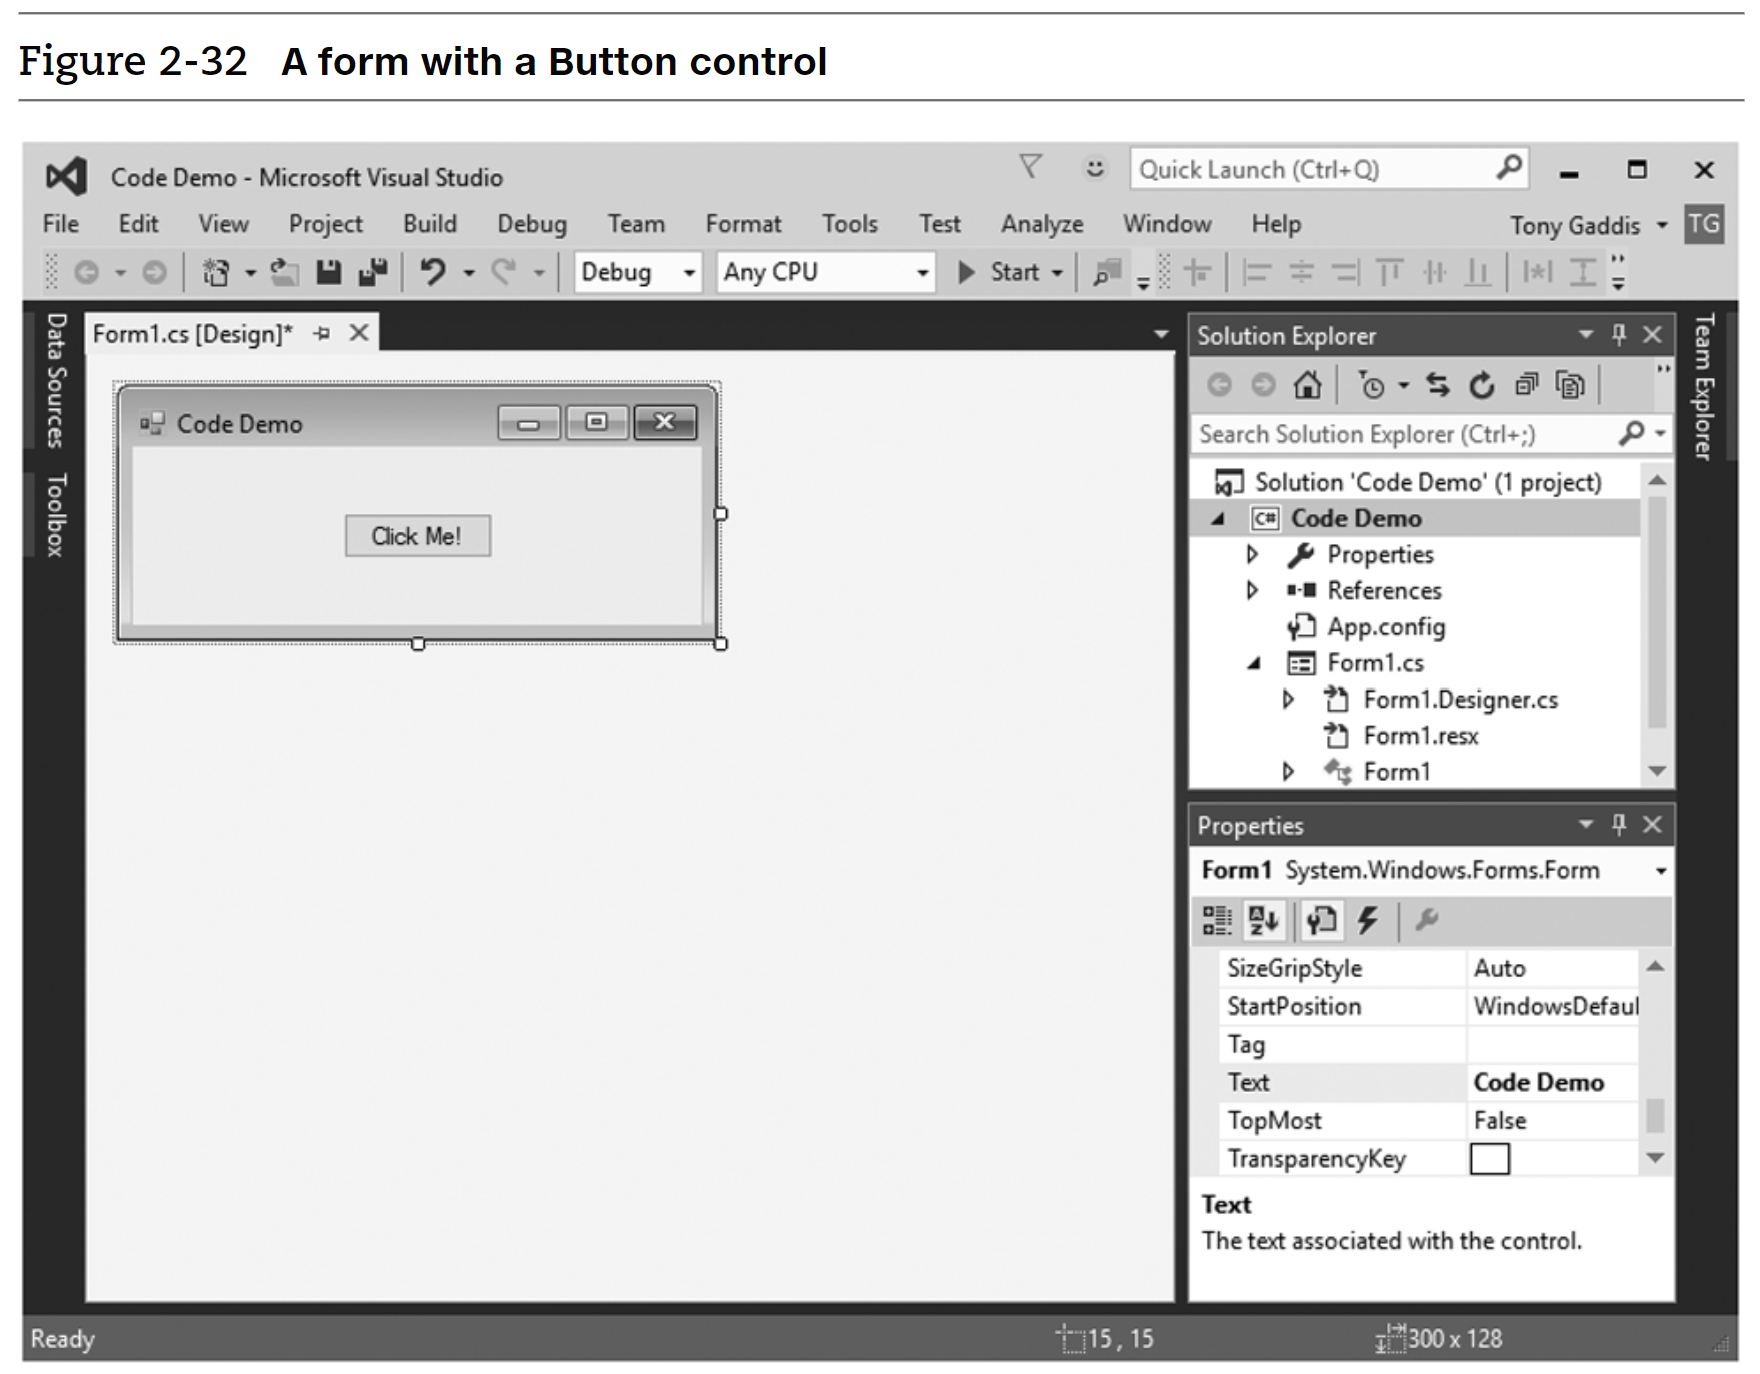 Figure 2-32 A form with a Button control
Code Demo - Microsoft Visual Studio
Quick Launch (Ctrl+Q)
File Edit View Project Build Debug Team Format Tools Test Analyze Window Help
Tony Gaddis TG
Debug Any CPU Start
Data Sources
Toolbox
Form1.cs [Design]*
Code Demo
Click Me!
Solution Explorer
Search Solution Explorer (Ctrl+;)
Solution 'Code Demo' (1 project)
C# Code Demo
Properties
References
App.config
Form1.cs
Form1.Designer.cs
Form1.resx
Form1
Team Explorer
Properties
Form1 System.Windows.Forms.Form
SizeGripStyle Auto
StartPosition WindowsDefaul
Tag
Text Code Demo
TopMost False
TransparencyKey
Text
The text associated with the control.
Ready
15 , 15
300 x 128